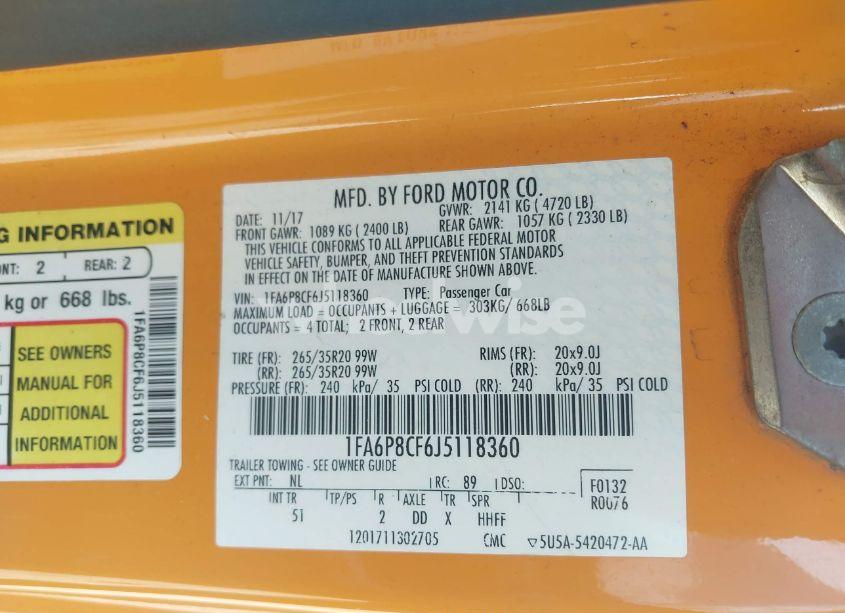 G INFORMATION
NT: 2 REAR: 2
kg or 668 lbs.
SEE OWNERS
MANUAL FOR
ADDITIONAL
INFORMATION
1FA6P8CF6J5118360
MFD. BY FORD MOTOR CO.
DATE: 11/17 GVWR: 2141 KG ( 4720 LB)
FRONT GAWR: 1089 KG ( 2400 LB) REAR GAWR: 1057 KG ( 2330 LB)
THIS VEHICLE CONFORMS TO ALL APPLICABLE FEDERAL MOTOR
VEHICLE SAFETY, BUMPER, AND THEFT PREVENTION STANDARDS
IN EFFECT ON THE DATE OF MANUFACTURE SHOWN ABOVE.
VIN: 1FA6P8CF6J5118360 TYPE: Passenger Car
MAXIMUM LOAD = OCCUPANTS + LUGGAGE = 303KG/ 668LB
OCCUPANTS = 4 TOTAL; 2 FRONT, 2 REAR
TIRE (FR): 265/35R20 99W RIMS (FR): 20x9.0J
(RR): 265/35R20 99W (RR): 20x9.0J
PRESSURE (FR): 240 kPa/ 35 PSI COLD (RR): 240 kPa/ 35 PSI COLD
1FA6P8CF6J5118360
TRAILER TOWING - SEE OWNER GUIDE
EXT PNT: NL RC: 89 DSO: F0132
R0076
INT TR TP/PS R AXLE TR SPR
51 2 DD X HHFF
1201711302705 CMC ▽5U5A-5420472-AA